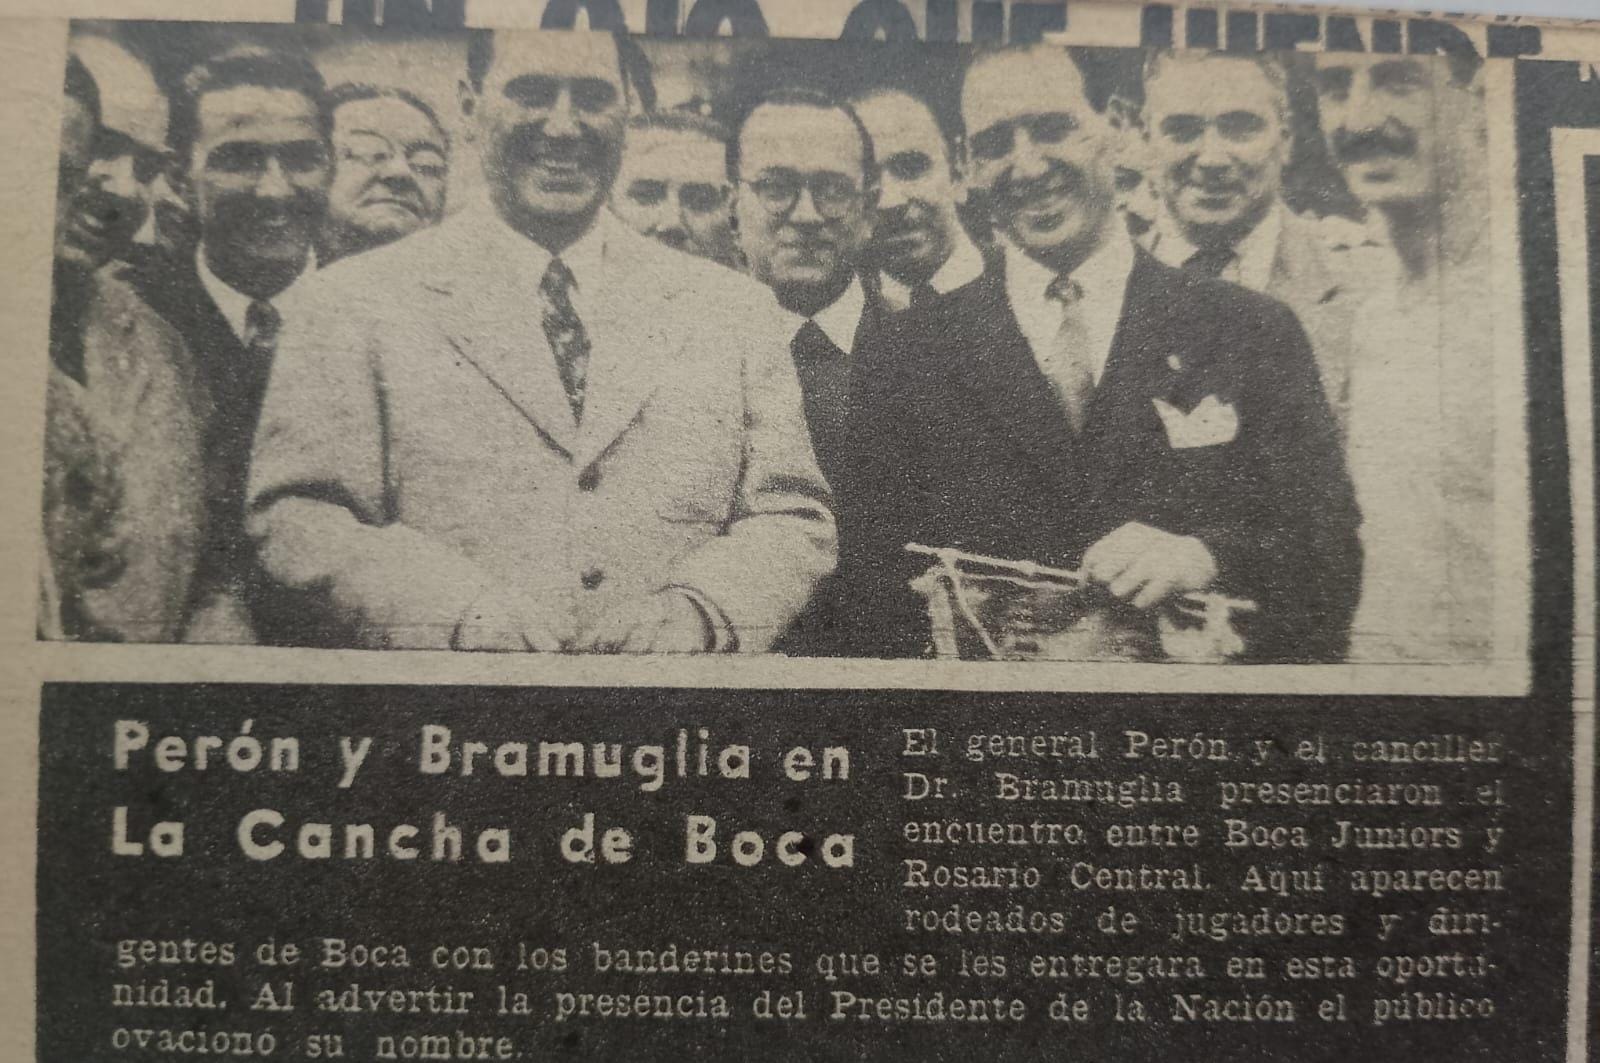 Perón y Bramuglia en
La Cancha de Boca
El general Perón y el canciller
Dr. Bramuglia presenciaron el
encuentro entre Boca Juniors y
Rosario Central. Aquí aparecen
rodeados de jugadores y diri-
gentes de Boca con los banderines que se les entregara en esta oportu-
nidad. Al advertir la presencia del Presidente de la Nación el público
ovacionó su nombre.